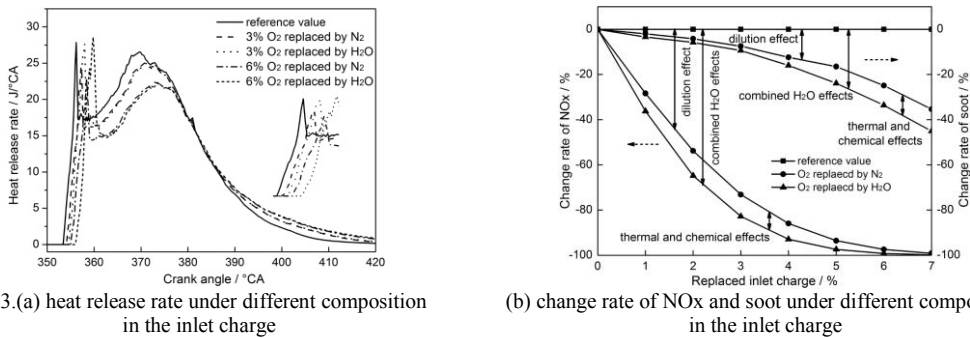 Heat release rate / J/°CA
30
25
20
15
10
5
0
350 360 370 380 390 400 410 420
Crank angle / °CA
reference value
3% O2 replaced by N2
3% O2 replaced by H2O
6% O2 replaced by N2
6% O2 replaced by H2O
3.(a) heat release rate under different composition
in the inlet charge
Change rate of NOx / %
0
-20
-40
-60
-80
-100
0 1 2 3 4 5 6 7
Replaced inlet charge / %
Change rate of soot / %
0
-20
-40
-60
-80
-100
dilution effect
dilution effect
combined H2O effects
combined H2O effects
thermal and
chemical effects
reference value
O2 replaecd by N2
O2 replaecd by H2O
thermal and chemical effects
(b) change rate of NOx and soot under different compo
in the inlet charge